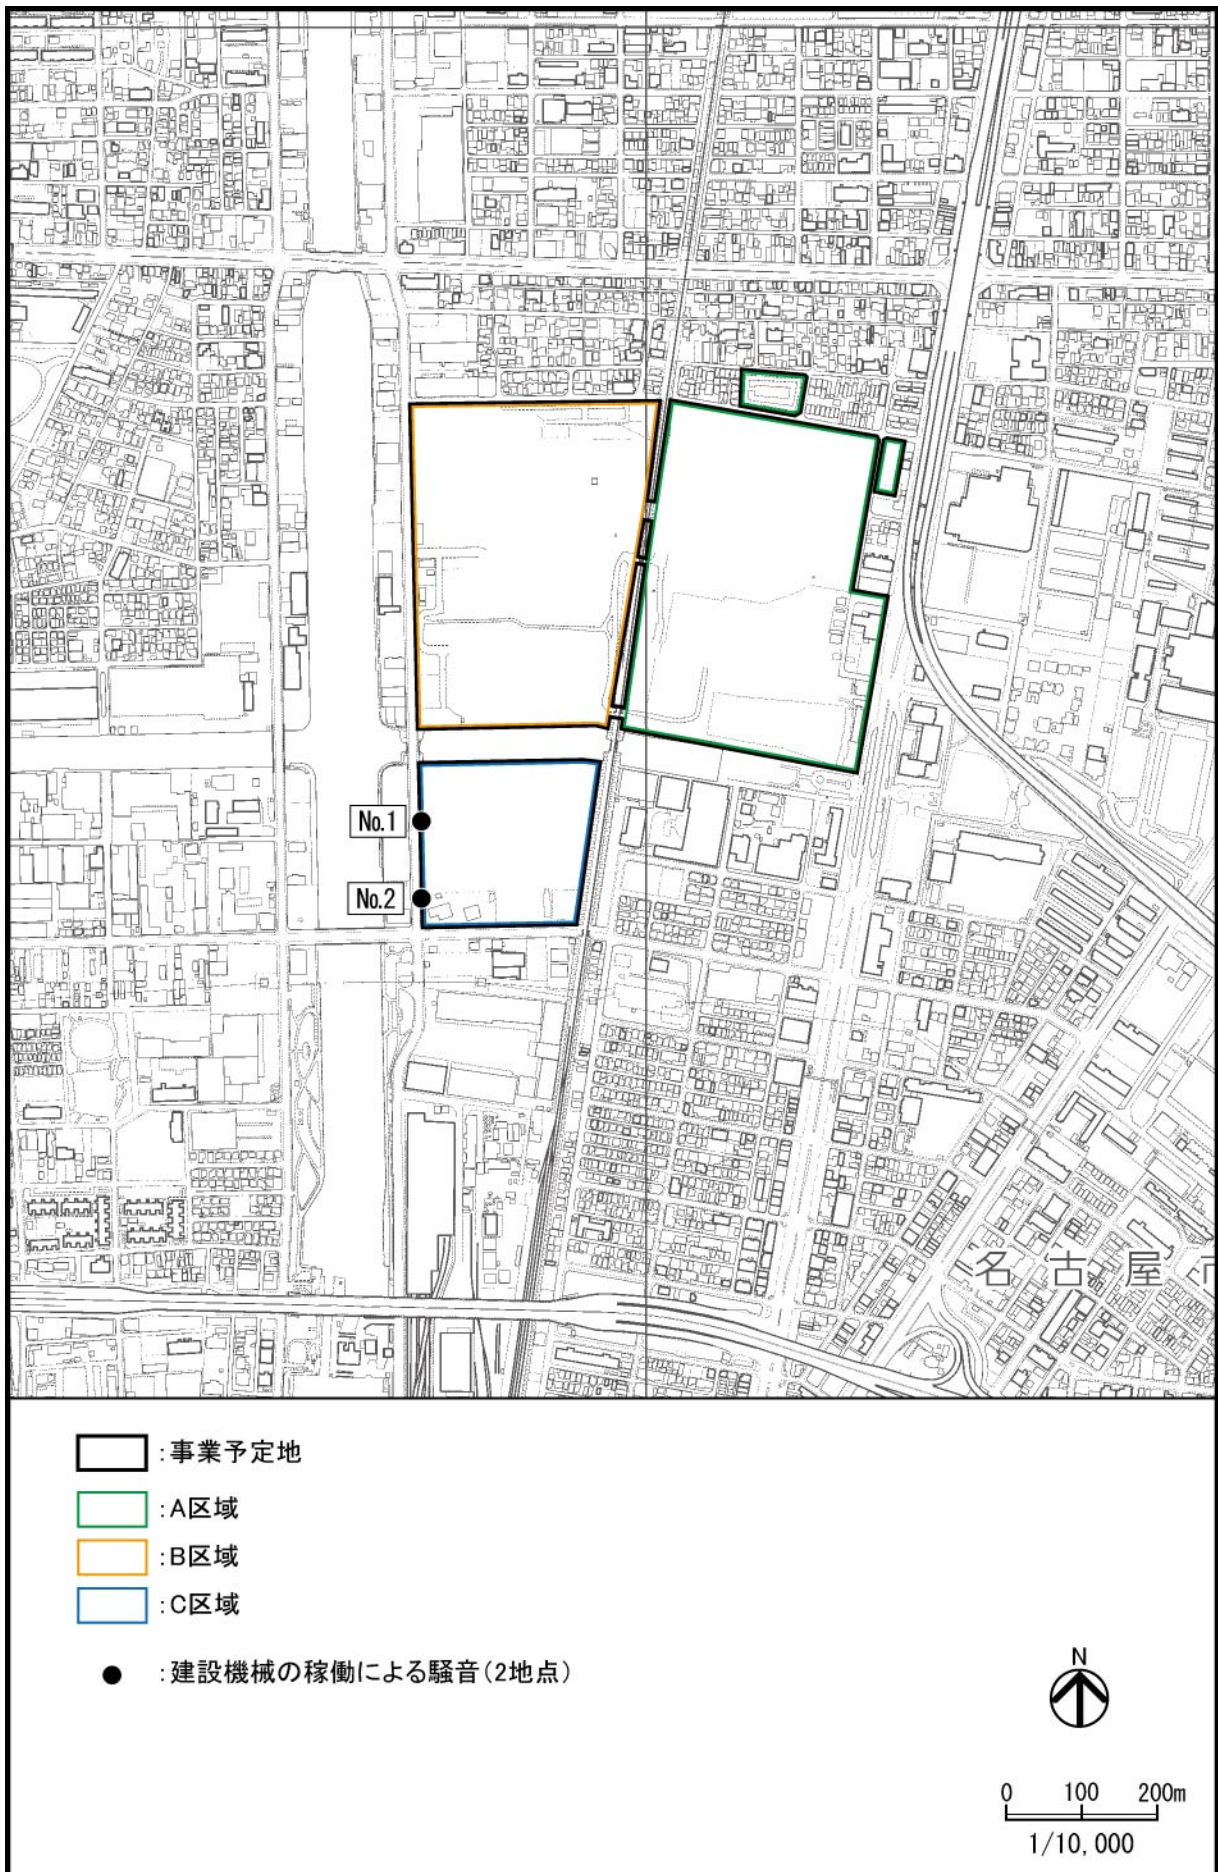 No.1
No.2
名古屋市
:事業予定地
:A区域
:B区域
:C区域
:建設機械の稼働による騒音(2地点)
N
0 100 200m
1/10,000